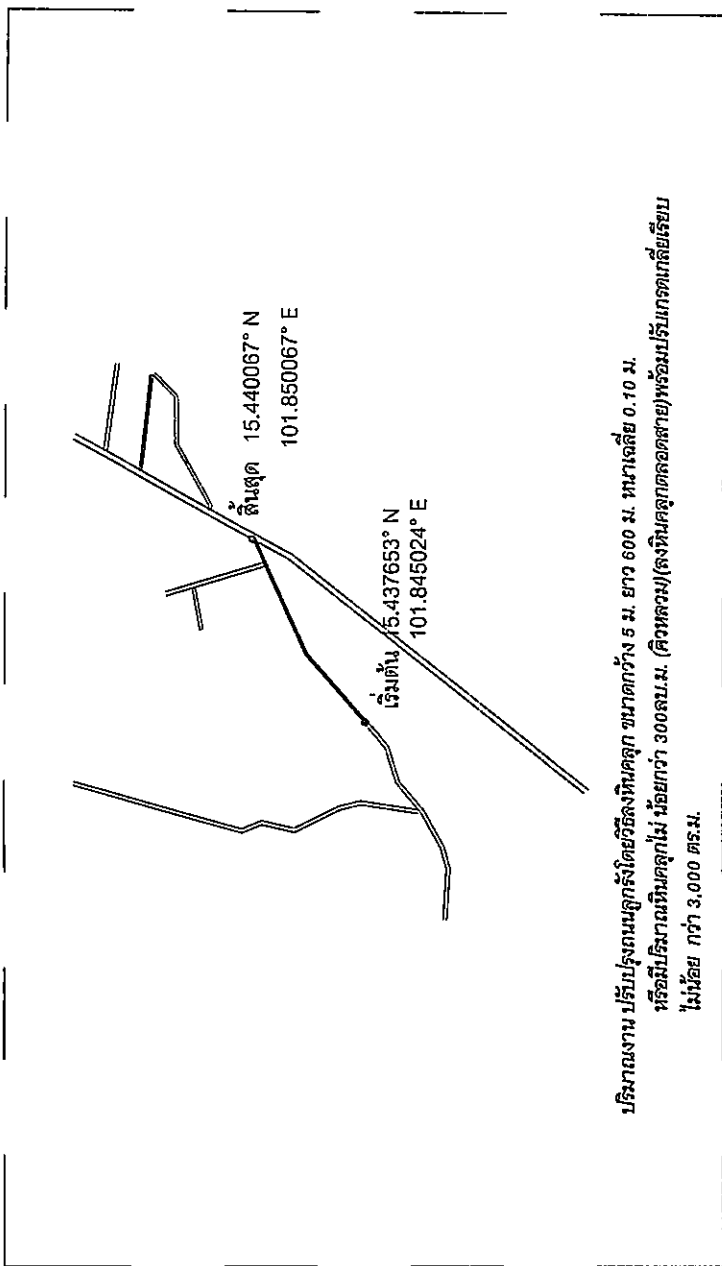 สิ้นสุด 15.440067° N
101.850067° E
เริ่มต้น 15.437653° N
101.845024° E
ปริมาณงาน ปรับปรุงถนนลูกรังโดยวิธีลงหินคลุก ขนาดกว้าง 5 ม. ยาว 600 ม. หนาเฉลี่ย 0.10 ม.
หรือมีปริมาณหินคลุกไม่ น้อยกว่า 300ลบ.ม. (คิวหลวม)(ลงหินคลุกตลอดสาย)พร้อมปรับเกรดเกลี่ยเรียบ
ไม่น้อย กว่า 3,000 ตร.ม.